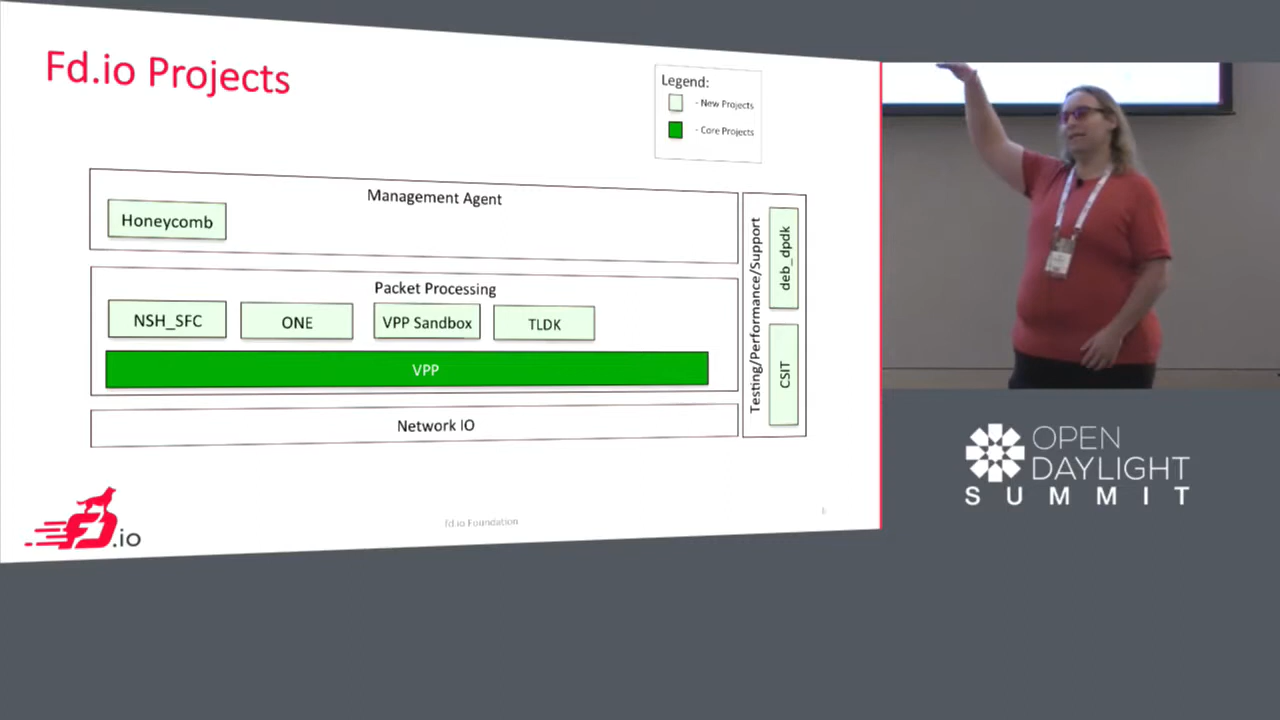 Fd.io Projects
Legend:
- New Projects
- Core Projects
Management Agent
Honeycomb
Packet Processing
NSH_SFC
ONE
VPP Sandbox
TLDK
VPP
Network IO
Testing/Performance/Support
deb_dpdk
CSIT
FD.io
fd.io Foundation
OPEN
DAYLIGHT
SUMMIT